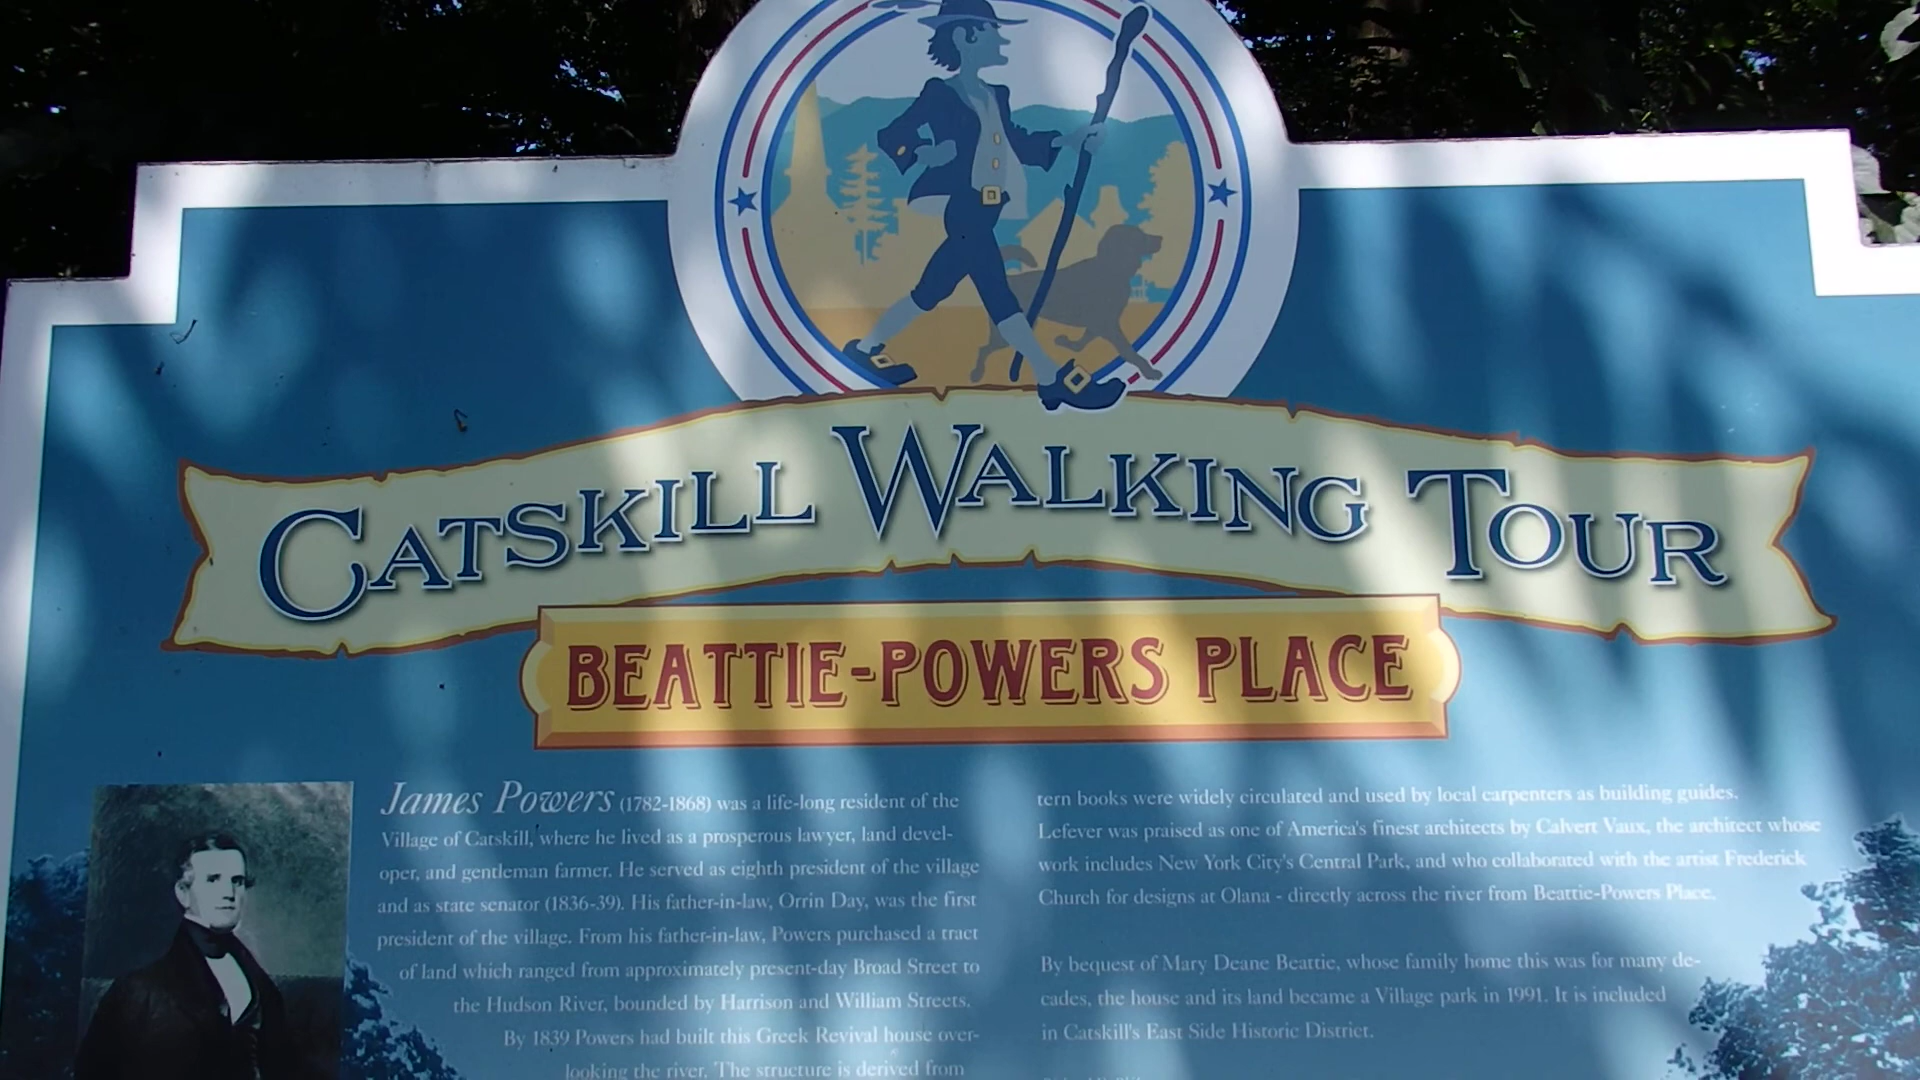 CATSKILL WALKING TOUR
BEATTIE-POWERS PLACE
James Powers (1782-1868) was a life-long resident of the
Village of Catskill, where he lived as a prosperous lawyer, land devel-
oper, and gentleman farmer. He served as eighth president of the village
and as state senator (1836-39). His father-in-law, Orrin Day, was the first
president of the village. From his father-in-law, Powers purchased a tract
of land which ranged from approximately present-day Broad Street to
the Hudson River, bounded by Harrison and William Streets.
By 1839 Powers had built this Greek Revival house over-
looking the river. The structure is derived from
tern books were widely circulated and used by local carpenters as building guides.
Lefever was praised as one of America's finest architects by Calvert Vaux, the architect whose
work includes New York City's Central Park, and who collaborated with the artist Frederick
Church for designs at Olana - directly across the river from Beattie-Powers Place.
By bequest of Mary Deane Beattie, whose family home this was for many de-
cades, the house and its land became a Village park in 1991. It is included
in Catskill's East Side Historic District.